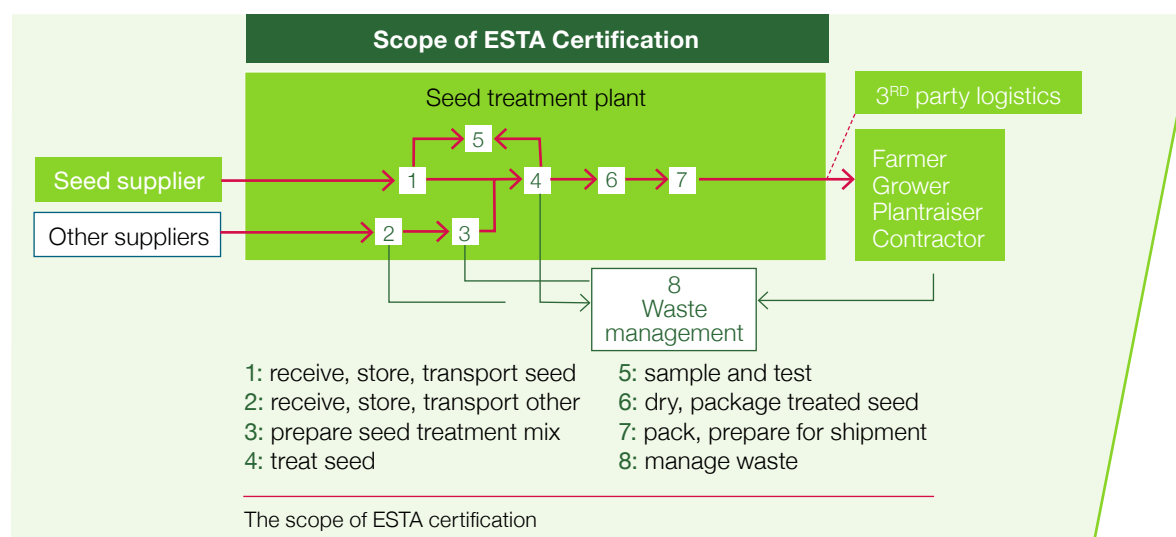 Scope of ESTA Certification
Seed treatment plant
3RD party logistics
5
Seed supplier
1
4
6
7
Farmer
Grower
Plantraiser
Contractor
Other suppliers
2
3
8
Waste
management
1: receive, store, transport seed
2: receive, store, transport other
3: prepare seed treatment mix
4: treat seed
5: sample and test
6: dry, package treated seed
7: pack, prepare for shipment
8: manage waste
The scope of ESTA certification